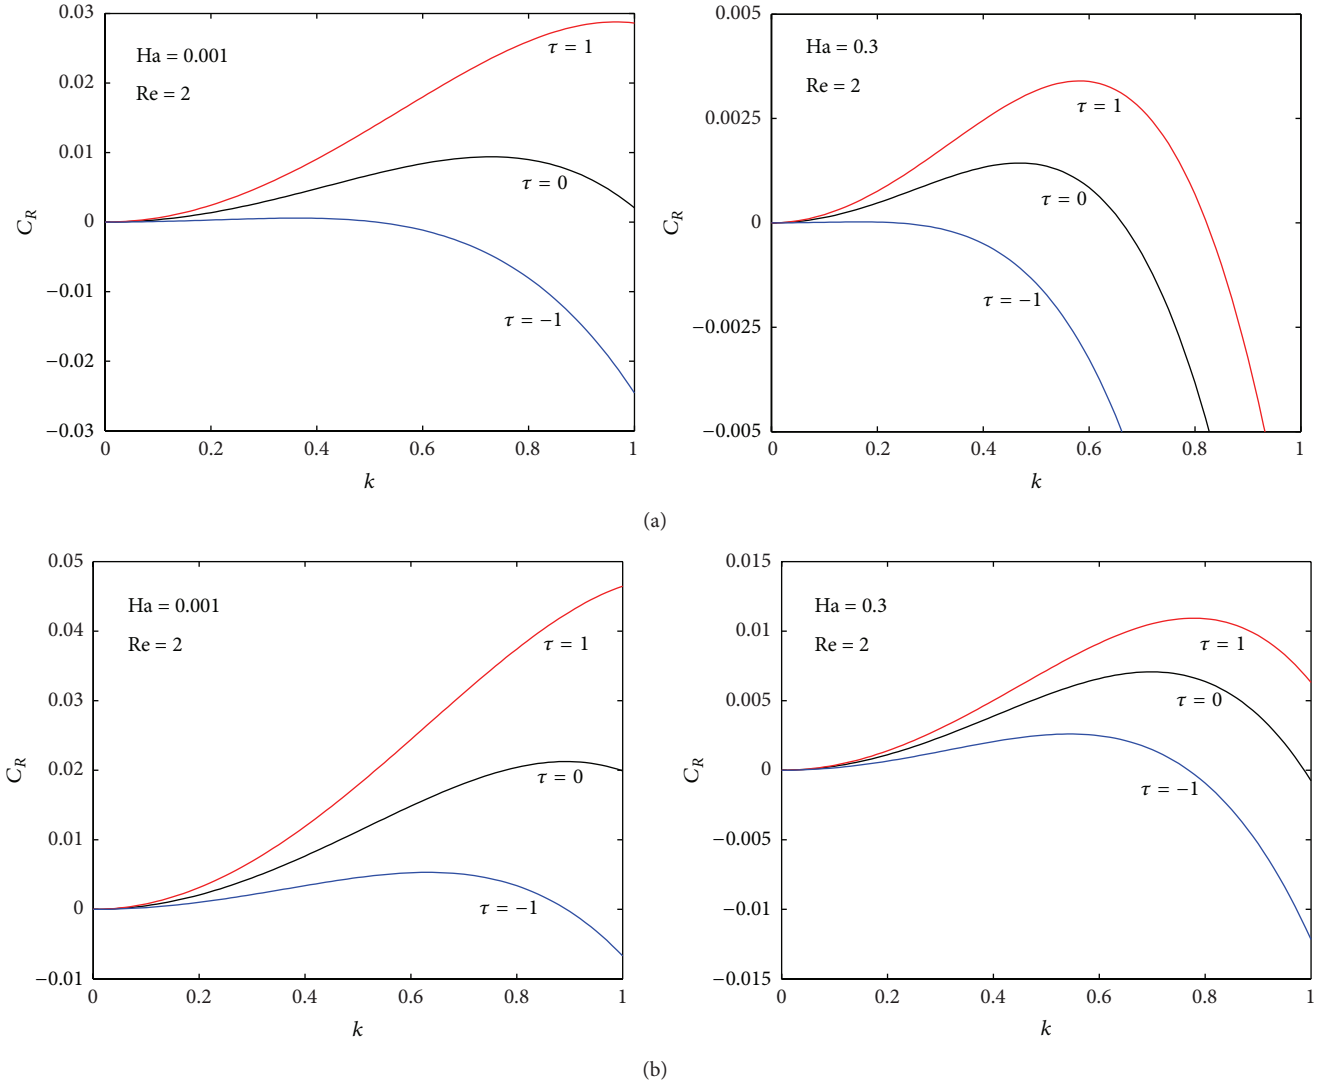 0.03
0.02
0.01
0
−0.01
−0.02
−0.03
C_R
Ha = 0.001
Re = 2
τ = 1
τ = 0
τ = −1
0 0.2 0.4 0.6 0.8 1
k
0.005
0.0025
0
−0.0025
−0.005
C_R
Ha = 0.3
Re = 2
τ = 1
τ = 0
τ = −1
0 0.2 0.4 0.6 0.8 1
k
(a)
0.05
0.04
0.03
0.02
0.01
0
−0.01
C_R
Ha = 0.001
Re = 2
τ = 1
τ = 0
τ = −1
0 0.2 0.4 0.6 0.8 1
k
0.015
0.01
0.005
0
−0.005
−0.01
−0.015
C_R
Ha = 0.3
Re = 2
τ = 1
τ = 0
τ = −1
0 0.2 0.4 0.6 0.8 1
k
(b)